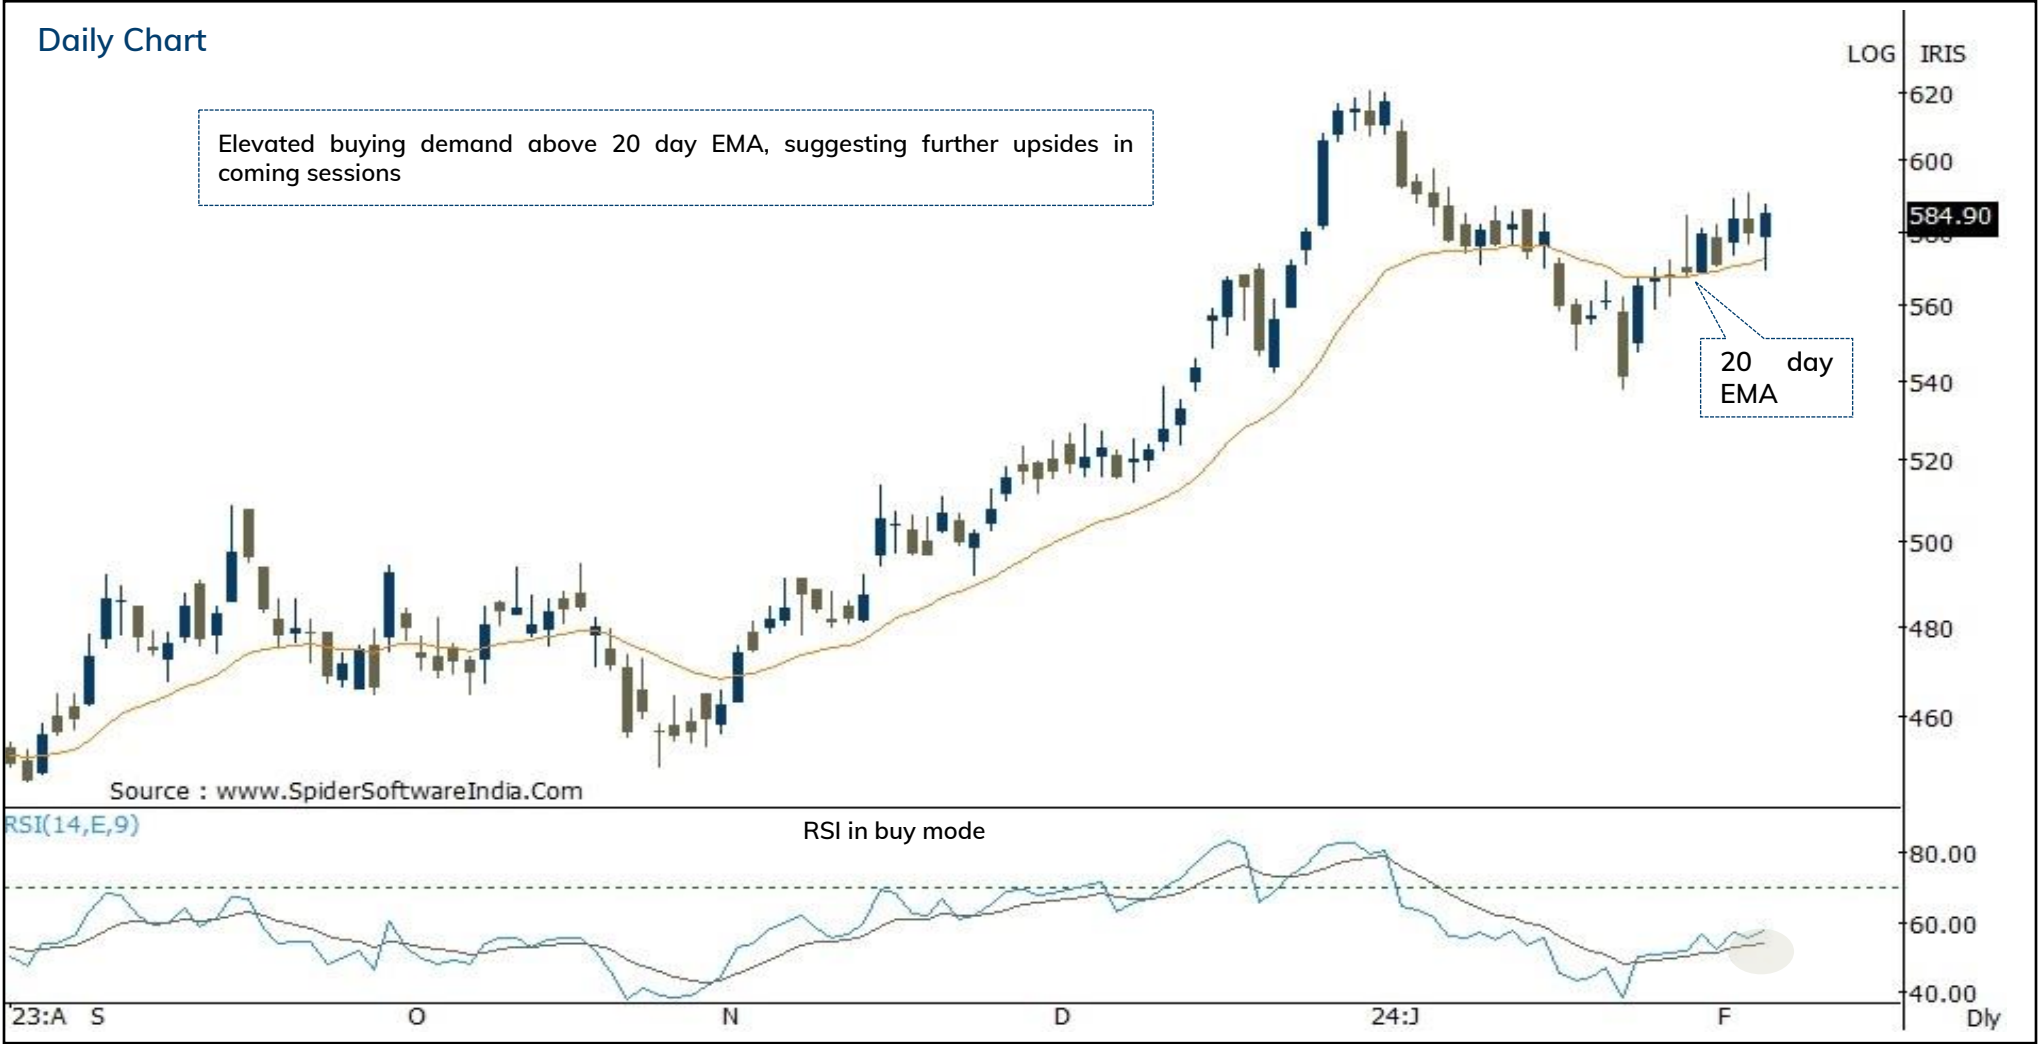 Daily Chart
LOG IRIS
Elevated buying demand above 20 day EMA, suggesting further upsides in
coming sessions
620
600
584.90
580
560
20 day
EMA
540
520
500
480
460
Source : www.SpiderSoftwareIndia.Com
RSI(14,E,9)
RSI in buy mode
80.00
60.00
40.00
23:A S O N D 24:J F Dly